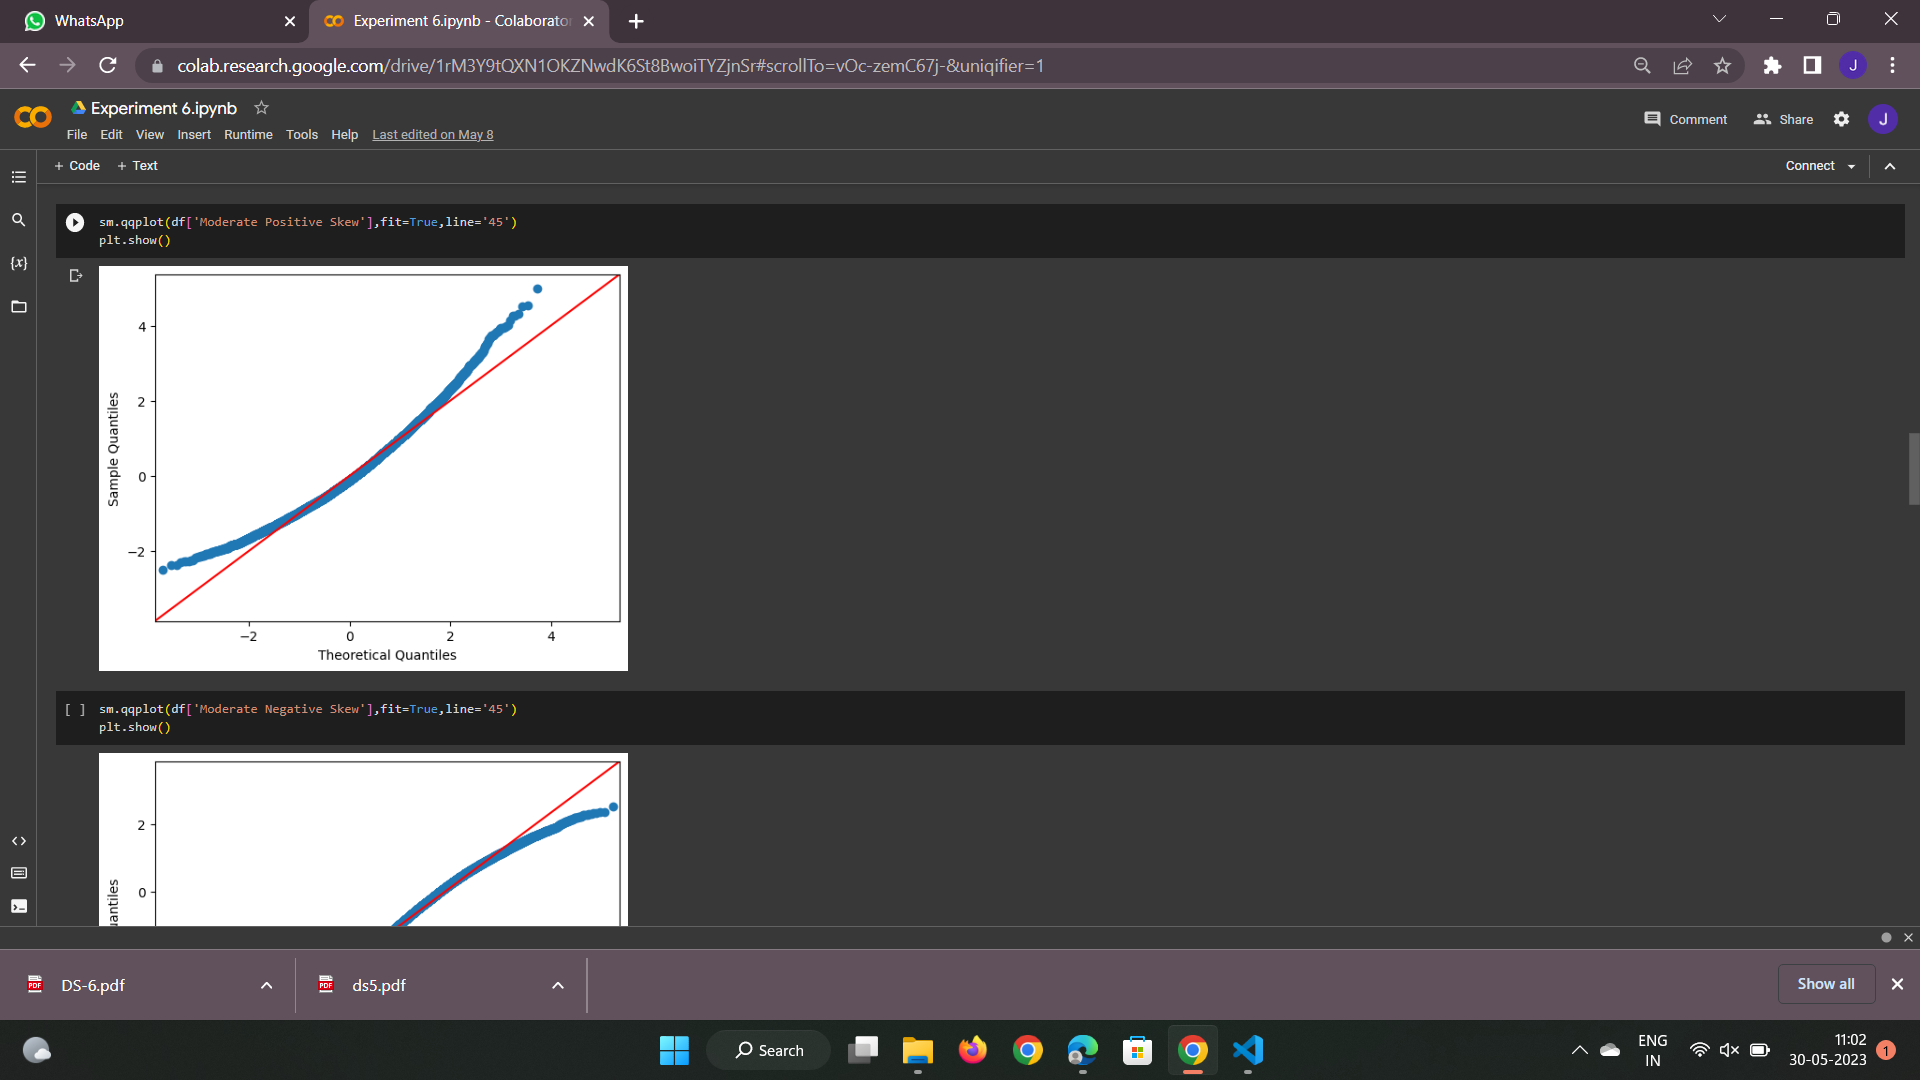 WhatsApp
Experiment 6.ipynb - Colaborator
colab.research.google.com/drive/1rM3Y9tQXN1OKZNwdK6St8BwoiTYZjnSr#scrollTo=vOc-zemC67j-&uniqifier=1
J
Experiment 6.ipynb
File Edit View Insert Runtime Tools Help Last edited on May 8
Comment Share J
+ Code + Text
Connect
{x}
sm.qqplot(df['Moderate Positive Skew'],fit=True,line='45')
plt.show()
4
2
0
−2
Sample Quantiles
−2 0 2 4
Theoretical Quantiles
[ ] sm.qqplot(df['Moderate Negative Skew'],fit=True,line='45')
plt.show()
2
0
uantiles
PDF DS-6.pdf
PDF ds5.pdf
Show all
Search
ENG
IN
11:02
30-05-2023
1